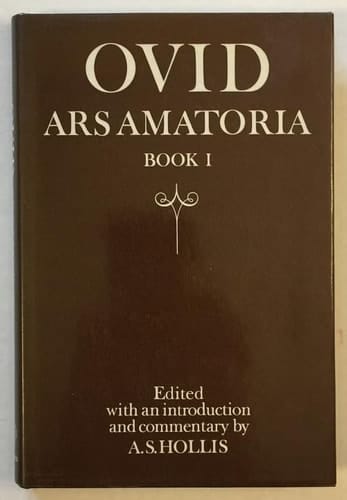 OVID
ARS AMATORIA
BOOK I
Edited
with an introduction
and commentary by
A.S.HOLLIS